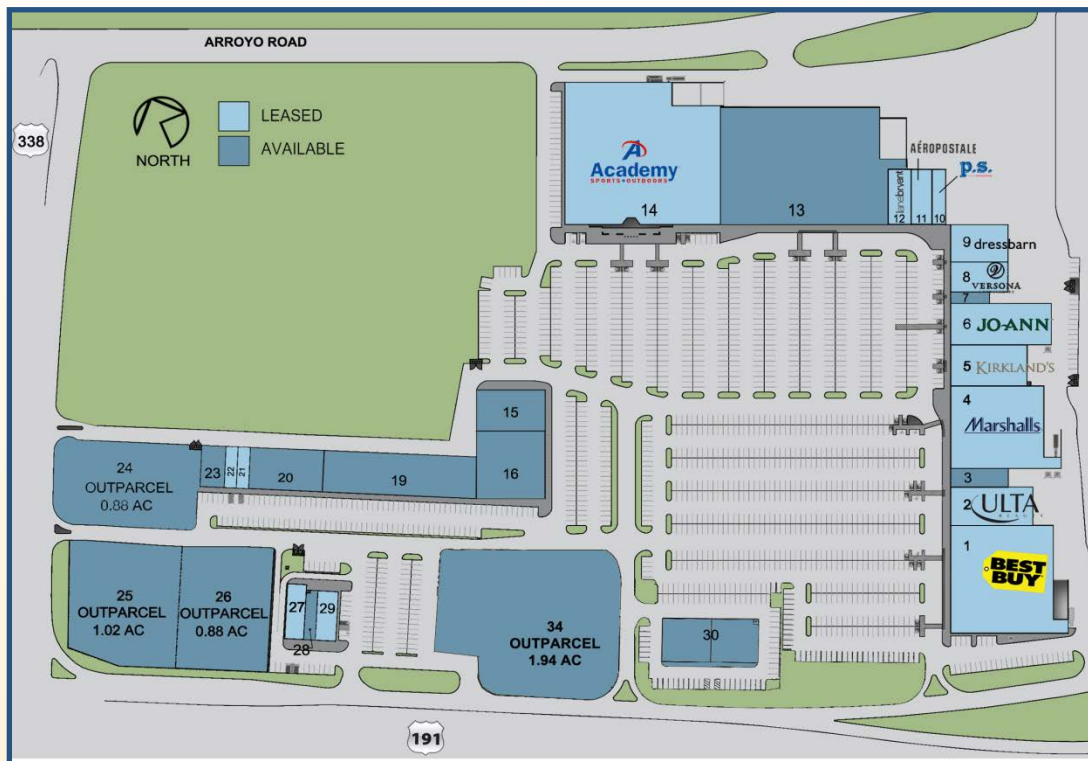 ARROYO ROAD
338
NORTH
LEASED
AVAILABLE
Academy
SPORTS+OUTDOORS
14
13
lanebryant
12
11
10
AÉROPOSTALE
p.s.
9 dressbarn
8
VERSONA
7
6 JO-ANN
5 KIRKLAND'S
4
Marshalls
3
2 ULTA
1
BEST
BUY
15
16
24
OUTPARCEL
0.88 AC
23
22
21
20
19
25
OUTPARCEL
1.02 AC
26
OUTPARCEL
0.88 AC
27
29
28
34
OUTPARCEL
1.94 AC
30
191